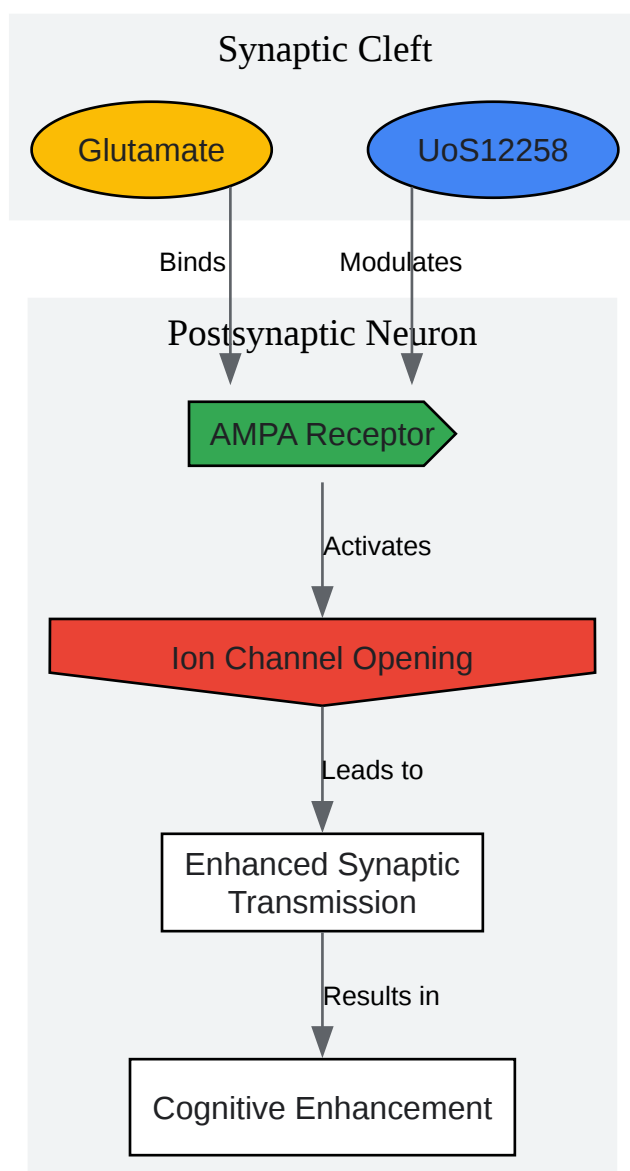 Synaptic Cleft
Glutamate
UoS12258
Binds
Modulates
Postsynaptic Neuron
AMPA Receptor
Activates
Ion Channel Opening
Leads to
Enhanced Synaptic
Transmission
Results in
Cognitive Enhancement